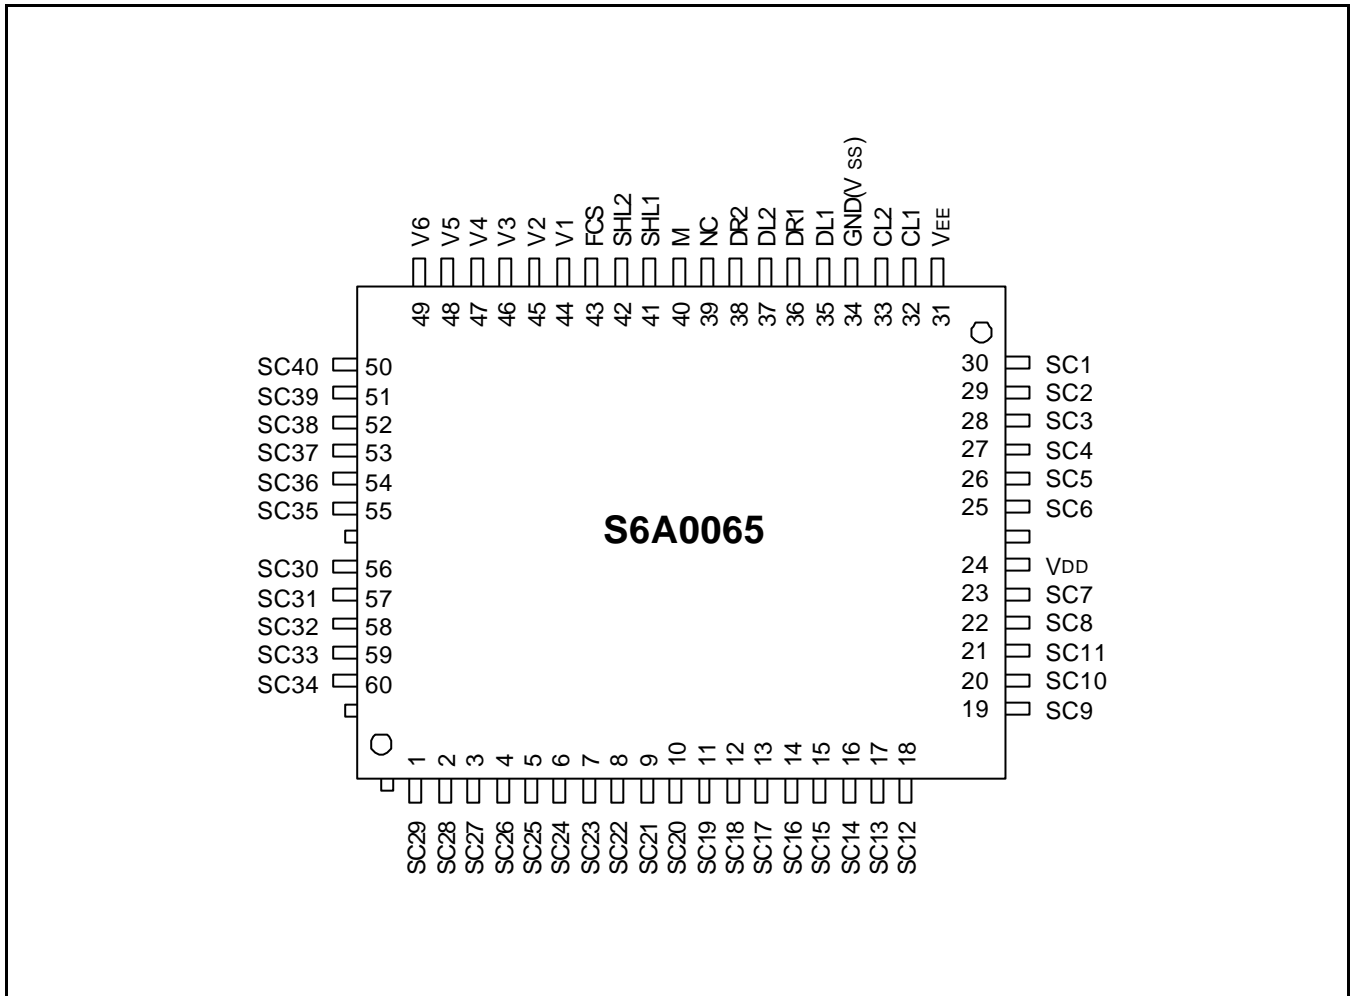 V6 V5 V4 V3 V2 V1 FCS SHL2 SHL1 M NC DR2 DL2 DR1 DL1 GND(V SS) CL2 CL1 VEE
49 48 47 46 45 44 43 42 41 40 39 38 37 36 35 34 33 32 31
SC40 50
SC39 51
SC38 52
SC37 53
SC36 54
SC35 55
SC30 56
SC31 57
SC32 58
SC33 59
SC34 60
S6A0065
30 SC1
29 SC2
28 SC3
27 SC4
26 SC5
25 SC6
24 VDD
23 SC7
22 SC8
21 SC11
20 SC10
19 SC9
1 2 3 4 5 6 7 8 9 10 11 12 13 14 15 16 17 18
SC29 SC28 SC27 SC26 SC25 SC24 SC23 SC22 SC21 SC20 SC19 SC18 SC17 SC16 SC15 SC14 SC13 SC12